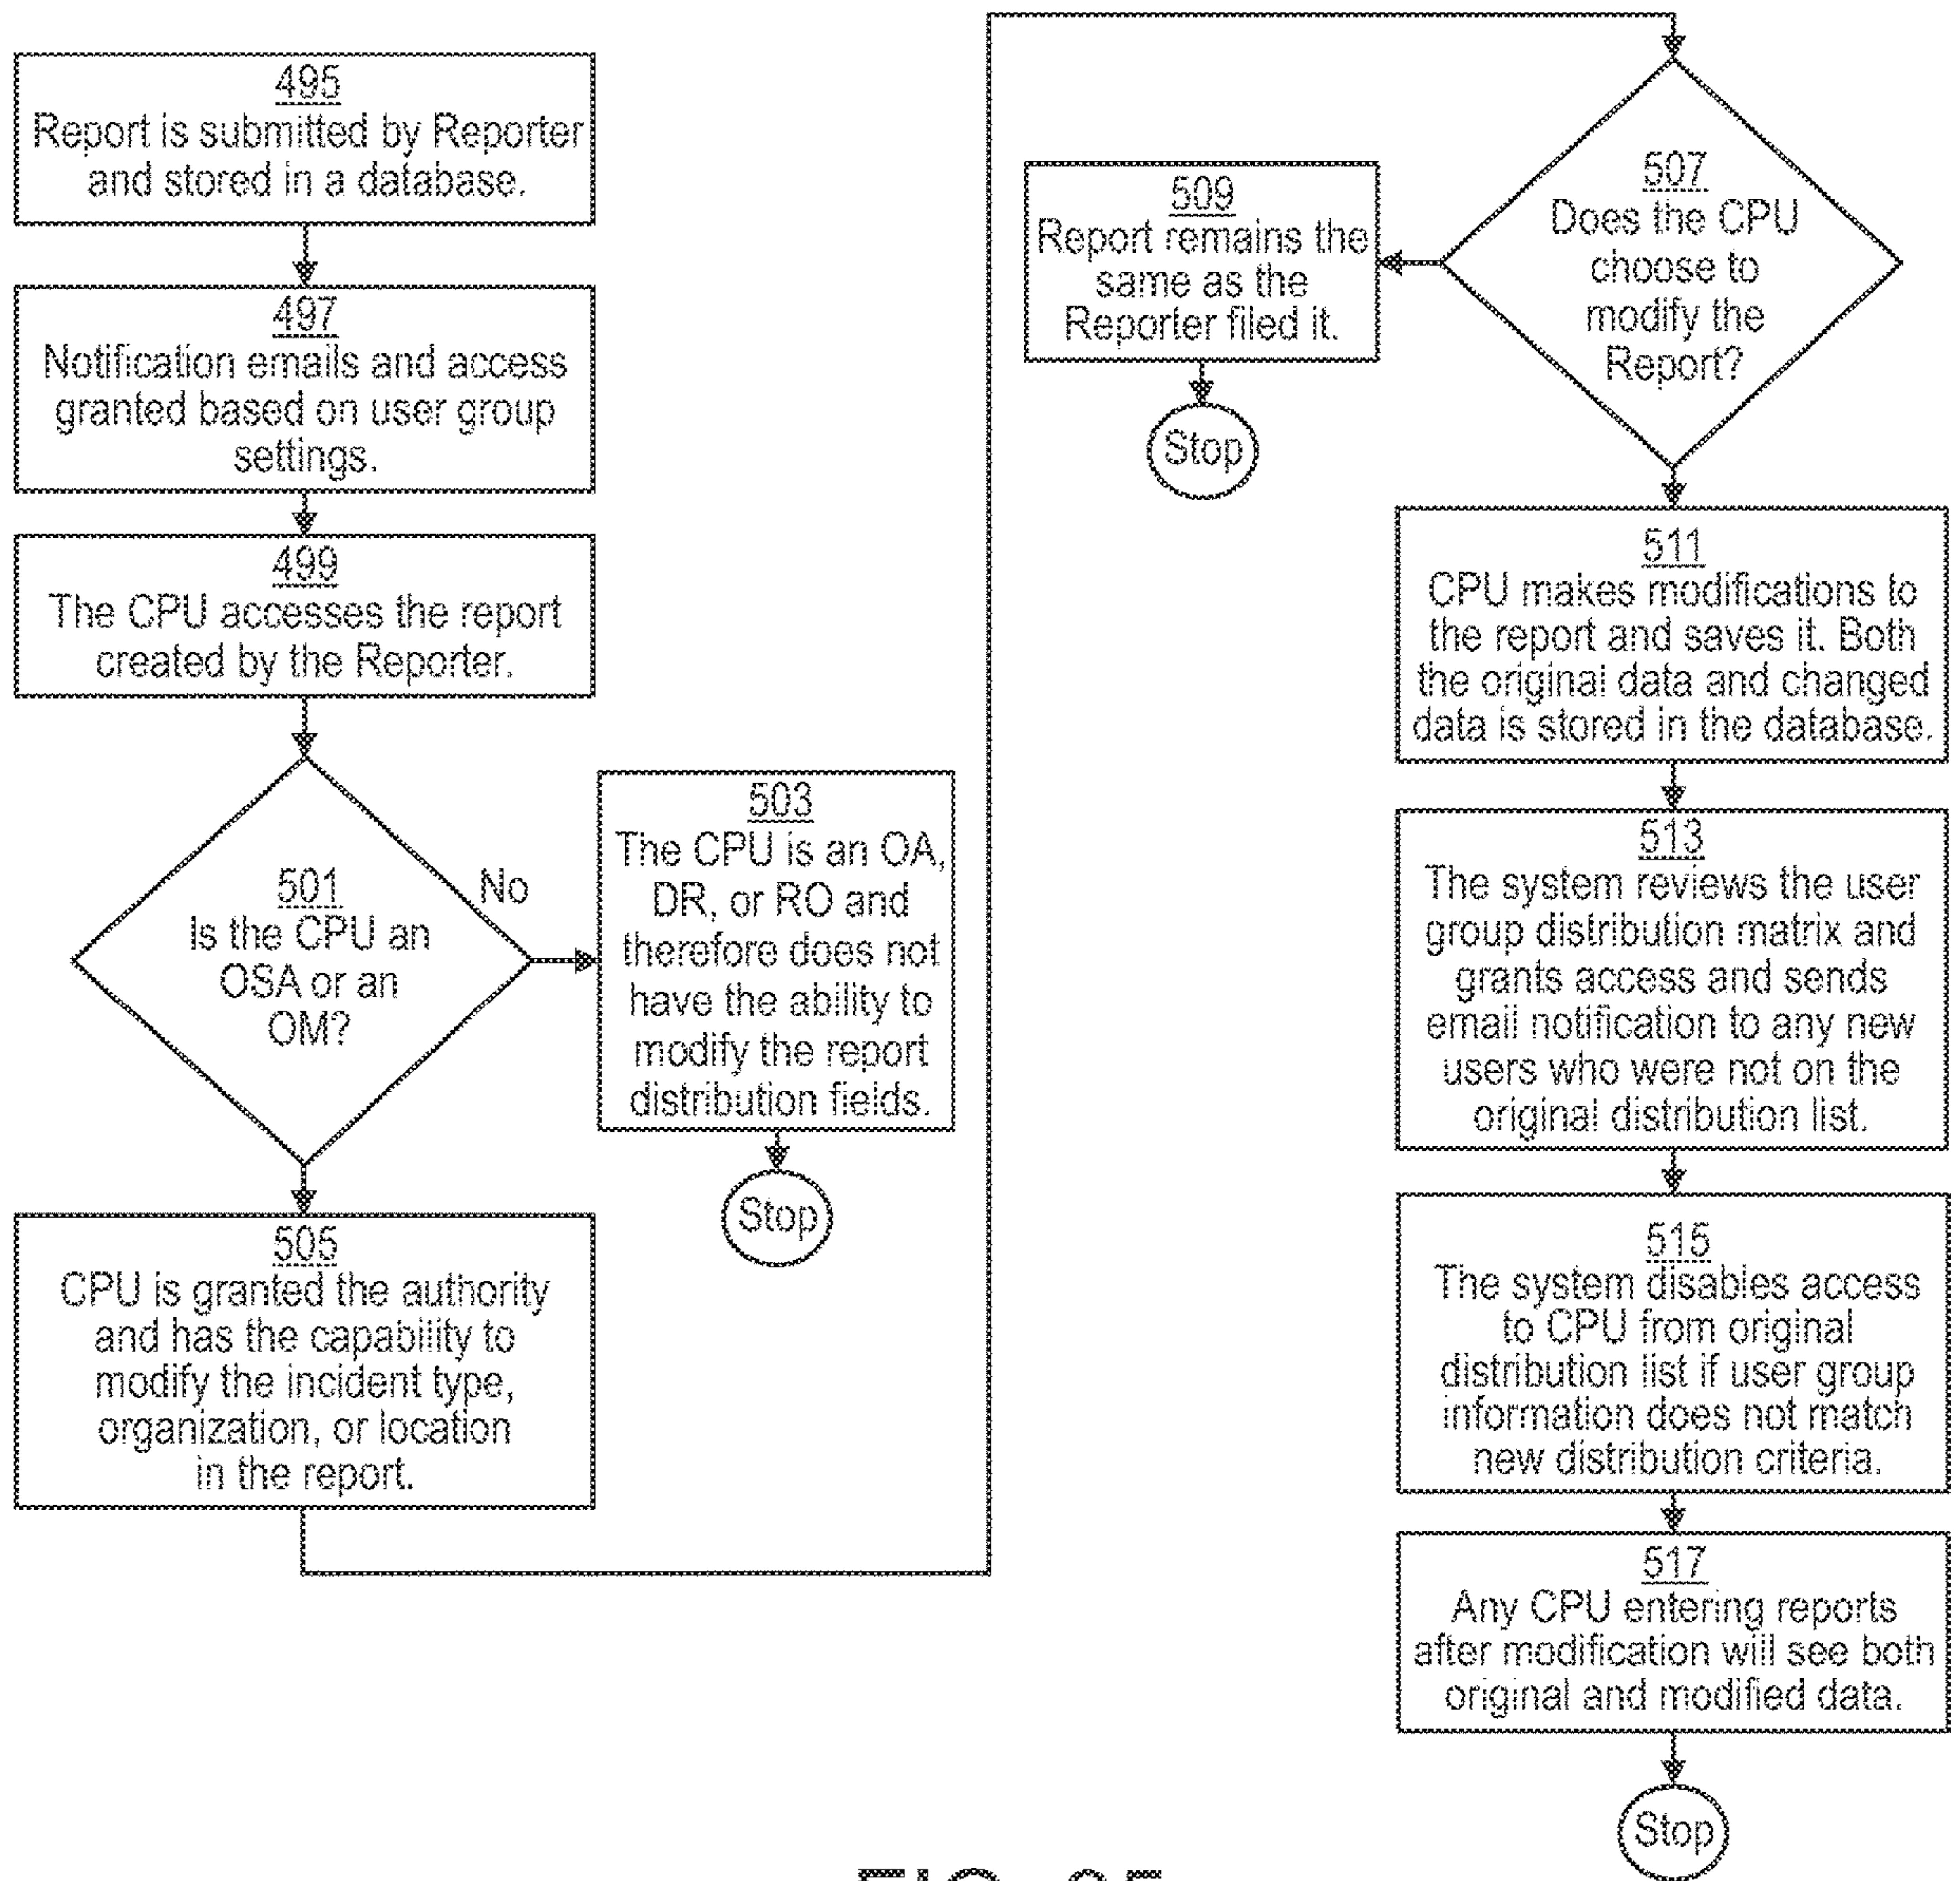 495
Report is submitted by Reporter
and stored in a database.
497
Notification emails and access
granted based on user group
settings.
499
The CPU accesses the report
created by the Reporter.
501
Is the CPU an
OSA or an
OM?
No
503
The CPU is an OA,
DR, or RO and
therefore does not
have the ability to
modify the report
distribution fields.
Stop
505
CPU is granted the authority
and has the capability to
modify the incident type,
organization, or location
in the report.
507
Does the CPU
choose to
modify the
Report?
509
Report remains the
same as the
Reporter filed it.
Stop
511
CPU makes modifications to
the report and saves it. Both
the original data and changed
data is stored in the database.
513
The system reviews the user
group distribution matrix and
grants access and sends
email notification to any new
users who were not on the
original distribution list.
515
The system disables access
to CPU from original
distribution list if user group
information does not match
new distribution criteria.
517
Any CPU entering reports
after modification will see both
original and modified data.
Stop